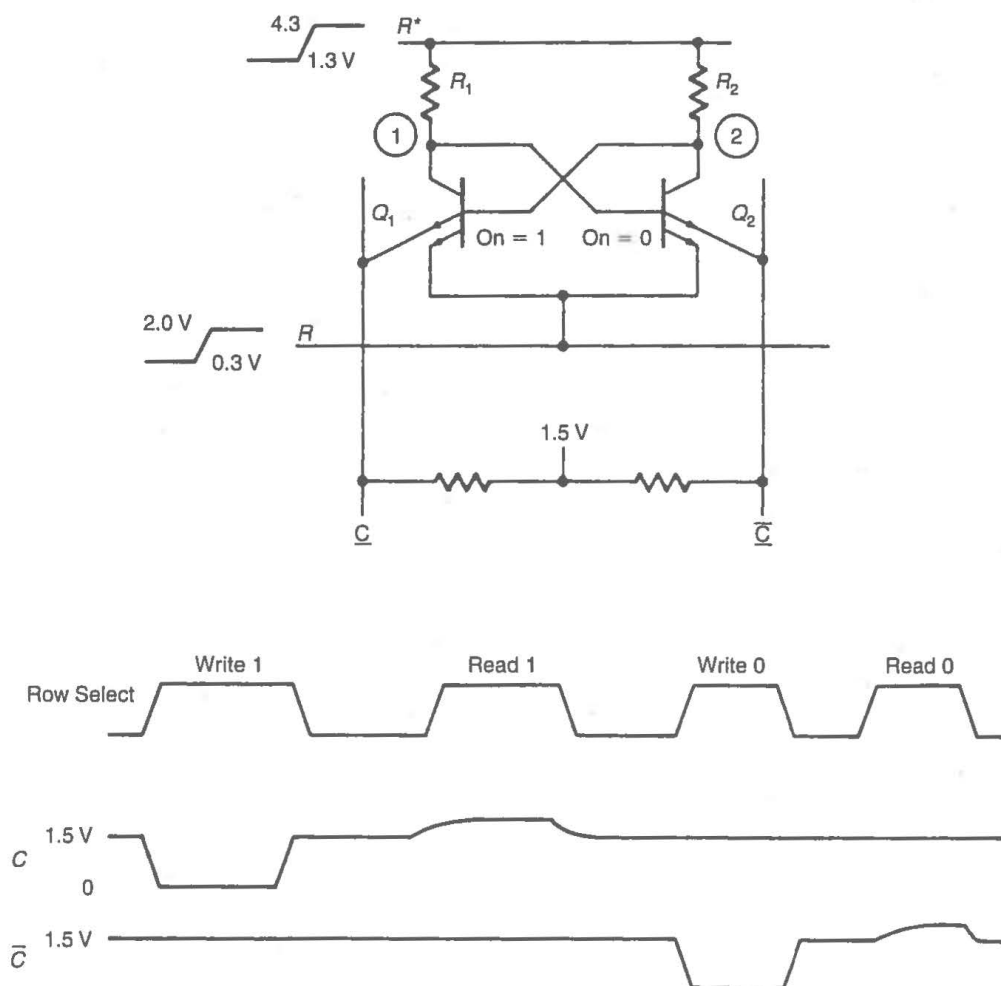 4.3
R*
1.3 V
R₁
R₂
1
2
Q₁
On = 1
On = 0
Q₂
2.0 V
R
0.3 V
1.5 V
C
C̅
Write 1
Read 1
Write 0
Read 0
Row Select
1.5 V
C
0
1.5 V
C̅